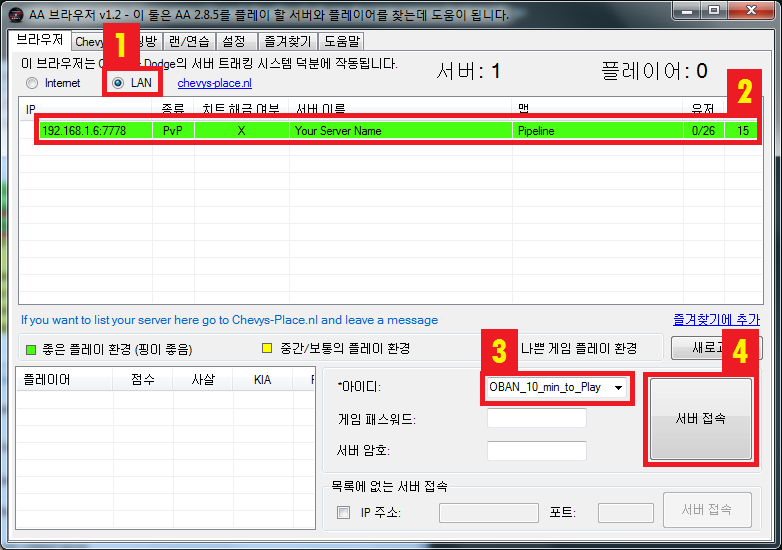 AA 브라우저 v1.2 - 이 둘은 AA 2.8.5를 플레이 할 서버와 플레이어를 찾는데 도움이 됩니다.
브라우저 Chevy 팅방 랜/연습 설정 즐겨찾기 도움말
1
이 브라우저는 C Dodge의 서버 트래킹 시스템 덕분에 작동됩니다.
서버: 1 플레이어: 0
Internet LAN chevys-place.nl
2
IP 종류 치트 해금 여부 서버 이름 맵 유저
192.168.1.6:7778 PvP X Your Server Name Pipeline 0/26 15
If you want to list your server here go to Chevys-Place.nl and leave a message
즐겨찾기에 추가
좋은 플레이 환경 (핑이 좋음) 중간/보통의 플레이 환경 나쁜 게임 플레이 환경 새로고
3
4
플레이어 점수 사살 KIA
*아이디: OBAN_10_min_to_Play
게임 패스워드:
서버 접속
서버 암호:
목록에 없는 서버 접속
IP 주소: 포트: 서버 접속